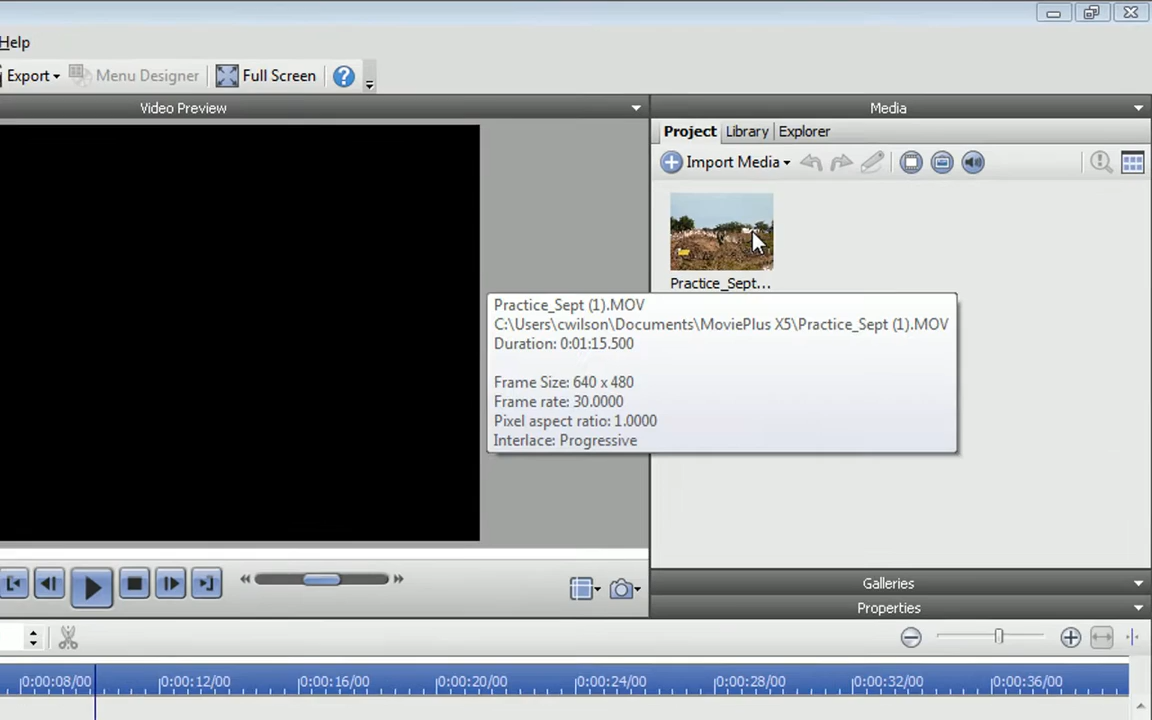 Help
Export Menu Designer Full Screen ?
Video Preview
Media
Project Library Explorer
Import Media
Practice_Sept...
Practice_Sept (1).MOV
C:\Users\cwilson\Documents\MoviePlus X5\Practice_Sept (1).MOV
Duration: 0:01:15.500
Frame Size: 640 x 480
Frame rate: 30.0000
Pixel aspect ratio: 1.0000
Interlace: Progressive
Galleries
Properties
0:00:08/00 0:00:12/00 0:00:16/00 0:00:20/00 0:00:24/00 0:00:28/00 0:00:32/00 0:00:36/00